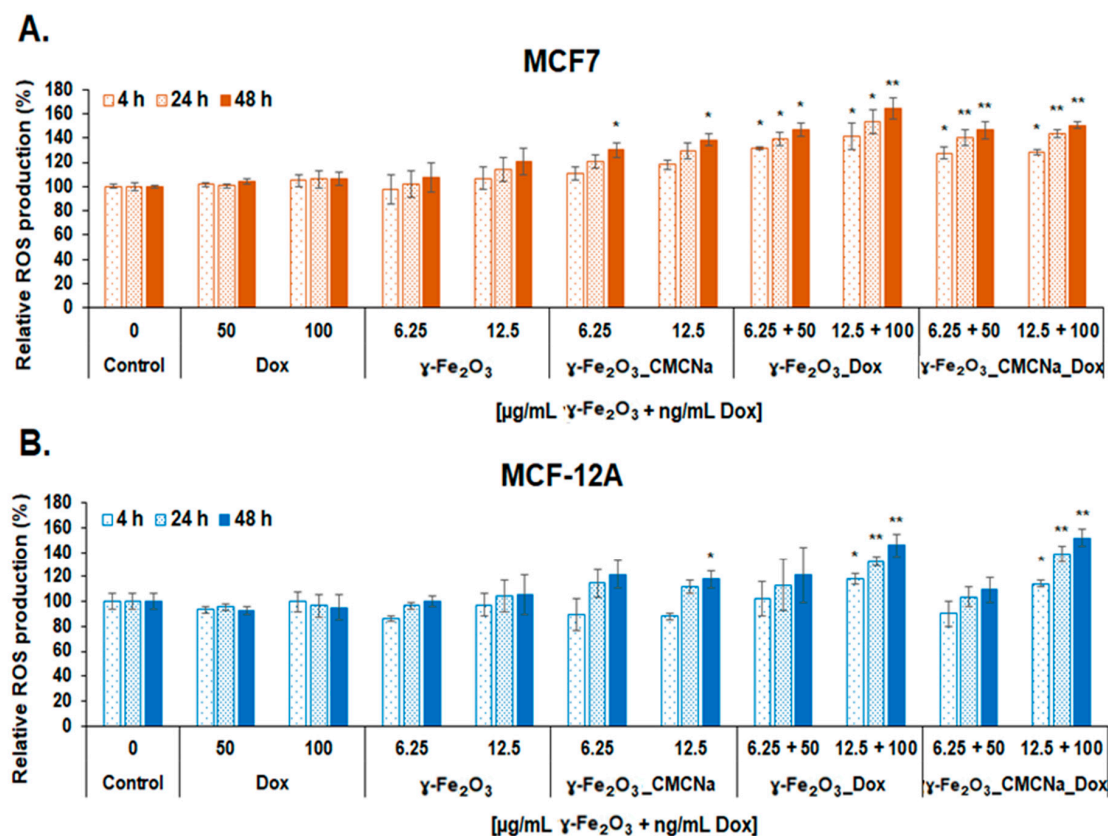 A.
MCF7
Relative ROS production (%)
180
160
140
120
100
80
60
40
20
0
4 h 24 h 48 h
* * * * * * ** * ** ** * ** **
0 50 100 6.25 12.5 6.25 12.5 6.25 + 50 12.5 + 100 6.25 + 50 12.5 + 100
Control Dox γ-Fe₂O₃ γ-Fe₂O₃_CMCNa γ-Fe₂O₃_Dox γ-Fe₂O₃_CMCNa_Dox
[µg/mL γ-Fe₂O₃ + ng/mL Dox]
B.
MCF-12A
Relative ROS production (%)
180
160
140
120
100
80
60
40
20
0
4 h 24 h 48 h
* * ** ** * ** **
0 50 100 6.25 12.5 6.25 12.5 6.25 + 50 12.5 + 100 6.25 + 50 12.5 + 100
Control Dox γ-Fe₂O₃ γ-Fe₂O₃_CMCNa γ-Fe₂O₃_Dox γ-Fe₂O₃_CMCNa_Dox
[µg/mL γ-Fe₂O₃ + ng/mL Dox]